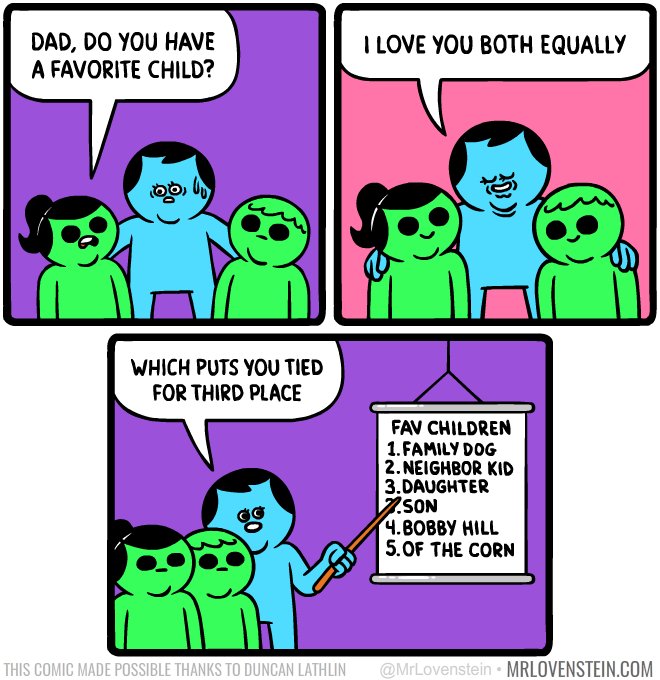 DAD, DO YOU HAVE
A FAVORITE CHILD?
I LOVE YOU BOTH EQUALLY
WHICH PUTS YOU TIED
FOR THIRD PLACE
FAV CHILDREN
1. FAMILY DOG
2. NEIGHBOR KID
3. DAUGHTER
3. SON
4. BOBBY HILL
5. OF THE CORN
THIS COMIC MADE POSSIBLE THANKS TO DUNCAN LATHLIN
@MrLovenstein • MRLOVENSTEIN.COM